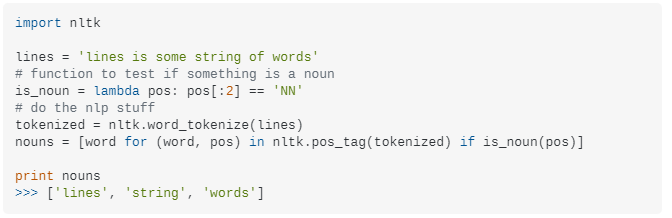 import nltk
lines = 'lines is some string of words'
# function to test if something is a noun
is_noun = lambda pos: pos[:2] == 'NN'
# do the nlp stuff
tokenized = nltk.word_tokenize(lines)
nouns = [word for (word, pos) in nltk.pos_tag(tokenized) if is_noun(pos)]
print nouns
>>> ['lines', 'string', 'words']